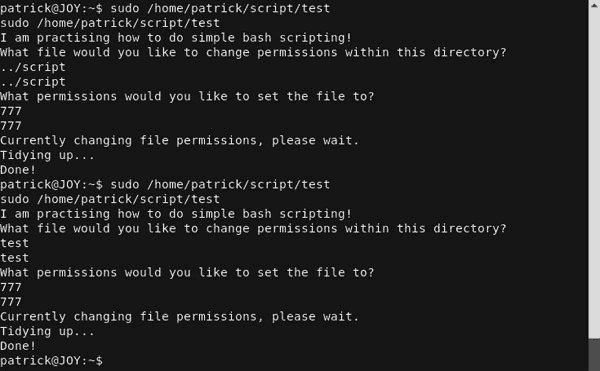 patrick@JOY:~$ sudo /home/patrick/script/test
sudo /home/patrick/script/test
I am practising how to do simple bash scripting!
What file would you like to change permissions within this directory?
../script
../script
What permissions would you like to set the file to?
777
777
Currently changing file permissions, please wait.
Tidying up...
Done!
patrick@JOY:~$ sudo /home/patrick/script/test
sudo /home/patrick/script/test
I am practising how to do simple bash scripting!
What file would you like to change permissions within this directory?
test
test
What permissions would you like to set the file to?
777
777
Currently changing file permissions, please wait.
Tidying up...
Done!
patrick@JOY:~$